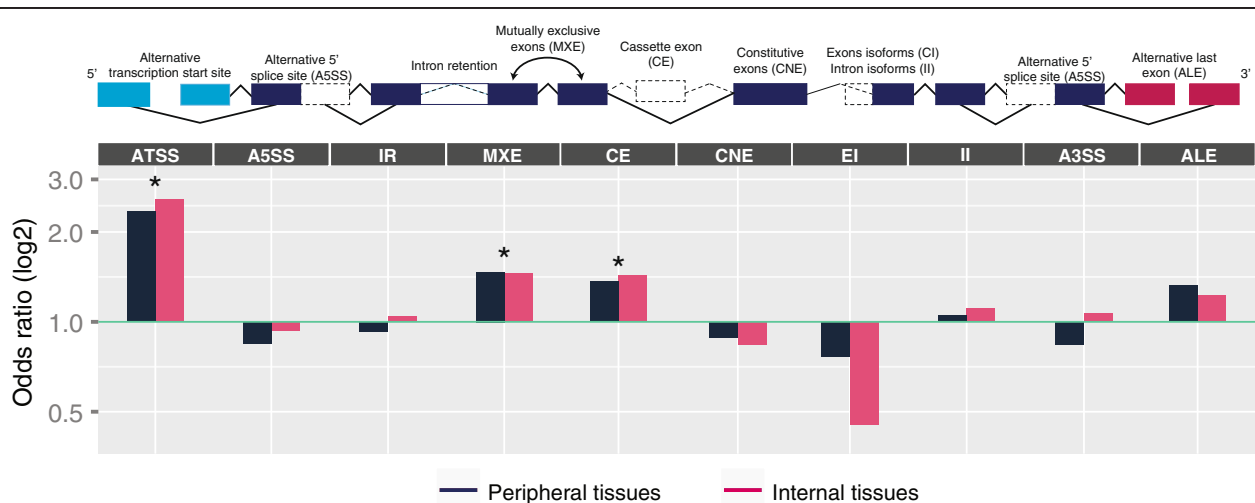 Mutually exclusive
exons (MXE)
Alternative
transcription start site
Alternative 5'
splice site (A5SS)
Intron retention
Cassette exon
(CE)
Constitutive
exons (CNE)
Exons isoforms (CI)
Intron isoforms (II)
Alternative 5'
splice site (A5SS)
Alternative last
exon (ALE)
5'
3'
ATSS A5SS IR MXE CE CNE EI II A3SS ALE
Odds ratio (log2)
3.0
2.0
1.0
0.5
*
*
*
Peripheral tissues
Internal tissues